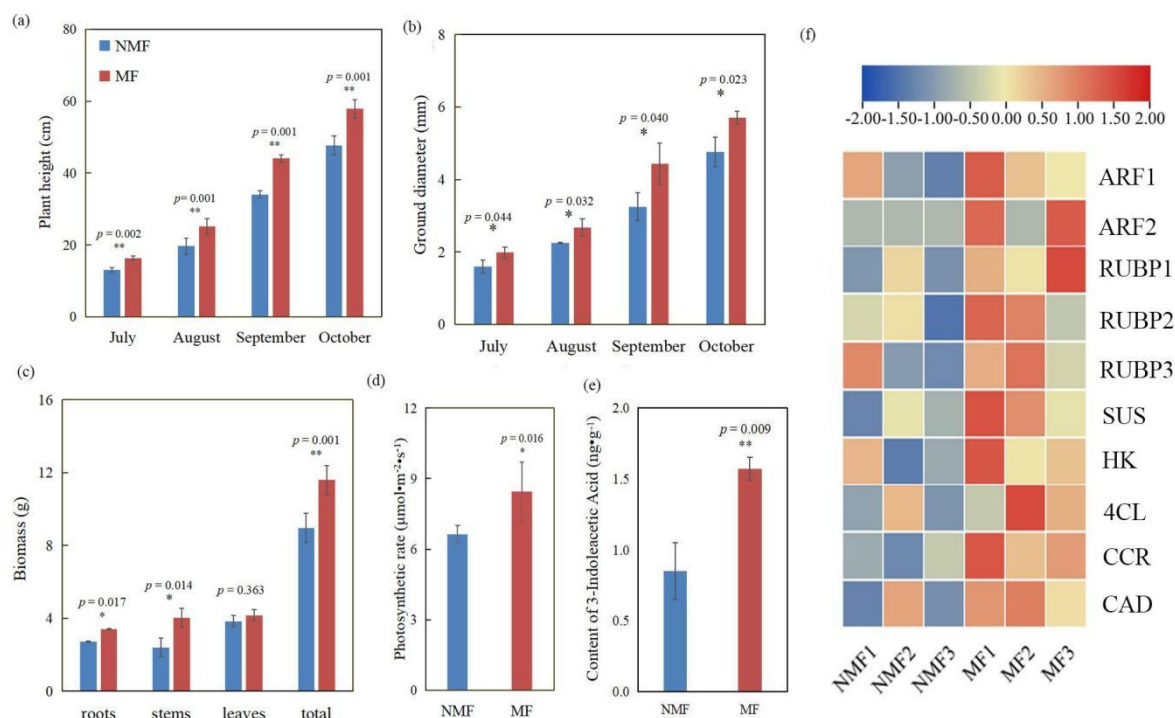 (a)
80
60
40
20
0
Plant height (cm)
NMF
MF
p = 0.002
**
p = 0.001
**
p = 0.001
**
p = 0.001
**
July August September October
(b)
8
6
4
2
0
Ground diameter (mm)
p = 0.044
*
p = 0.032
*
p = 0.040
*
p = 0.023
*
July August September October
(c)
16
12
8
4
0
Biomass (g)
p = 0.017
*
p = 0.014
*
p = 0.363
p = 0.001
**
roots stems leaves total
(d)
12
9
6
3
0
Photosynthetic rate (μmol•m⁻²•s⁻¹)
p = 0.016
*
NMF MF
(e)
2.0
1.5
1.0
0.5
0.0
Content of 3-Indoleacetic Acid (ng•g⁻¹)
p = 0.009
**
NMF MF
(f)
-2.00 -1.50 -1.00 -0.50 0.00 0.50 1.00 1.50 2.00
ARF1
ARF2
RUBP1
RUBP2
RUBP3
SUS
HK
4CL
CCR
CAD
NMF1 NMF2 NMF3 MF1 MF2 MF3